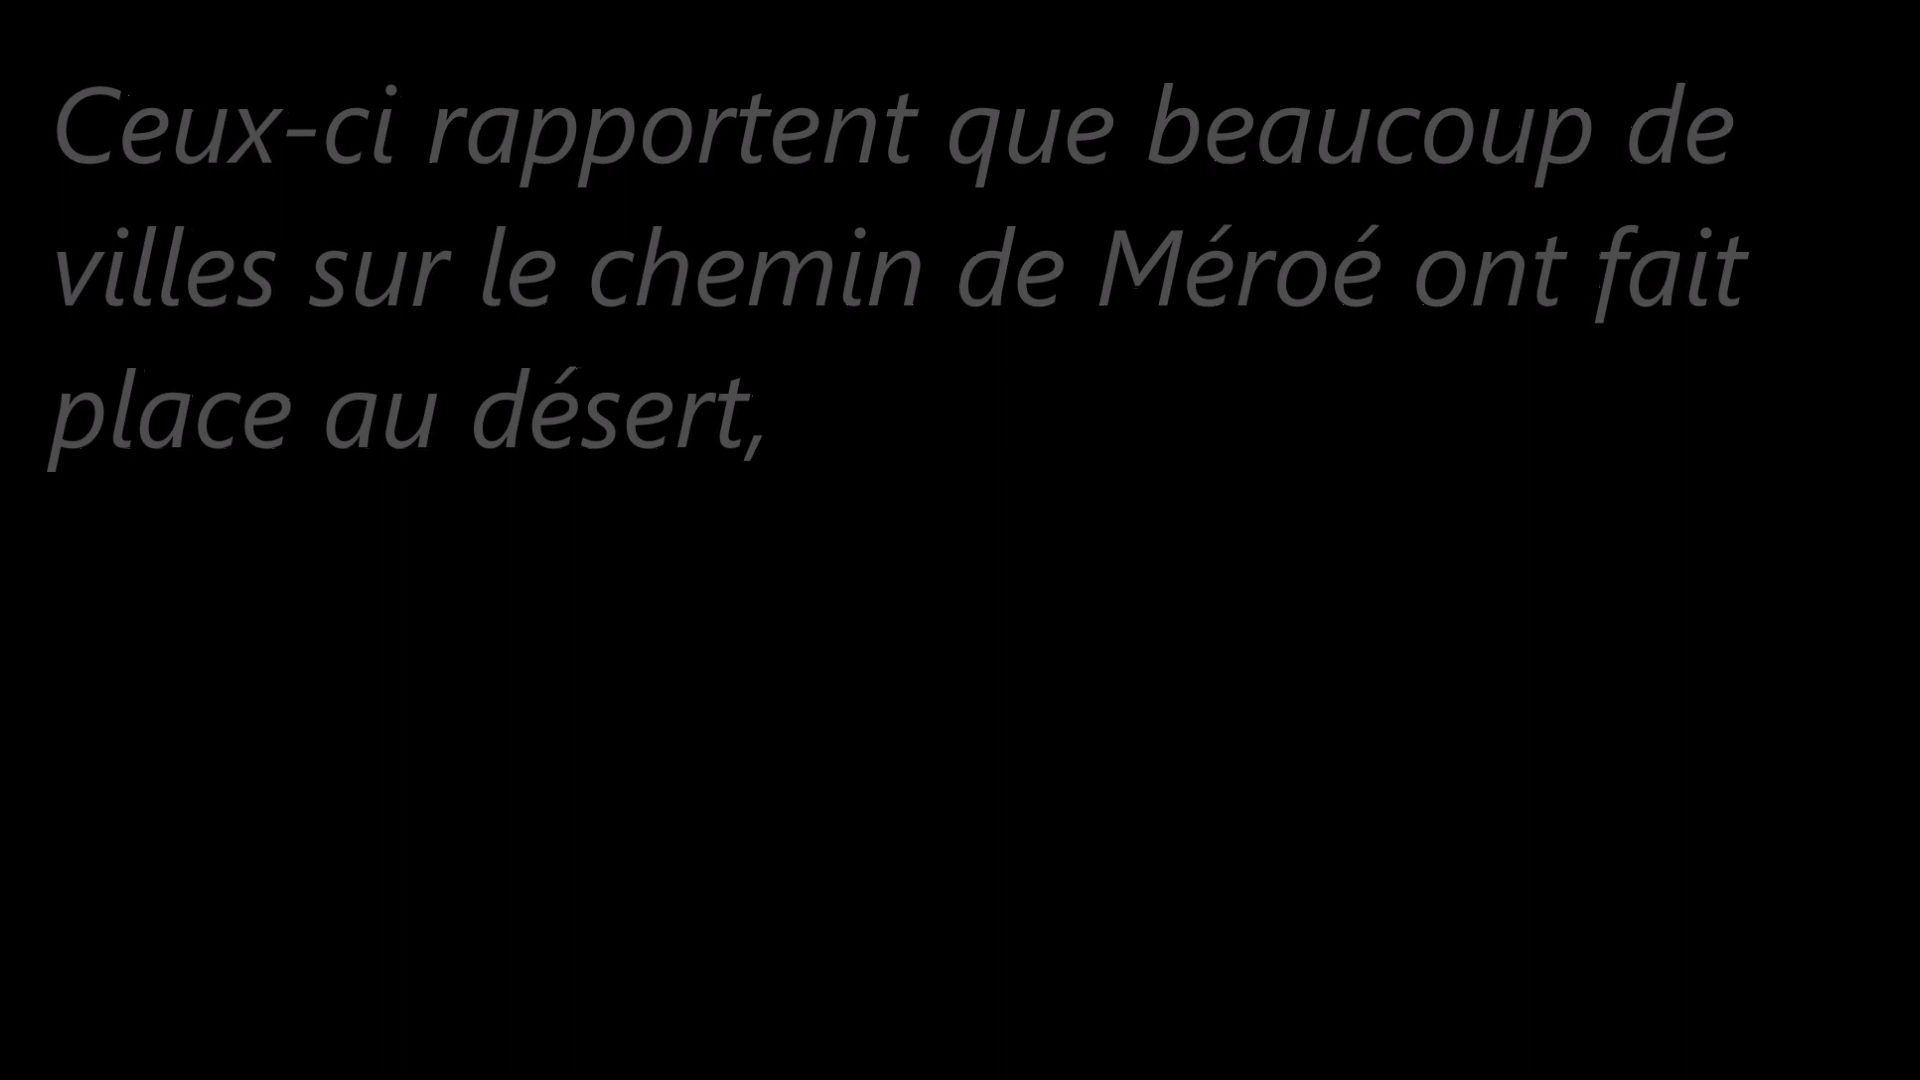 Ceux-ci rapportent que beaucoup de
villes sur le chemin de Méroé ont fait
place au désert,